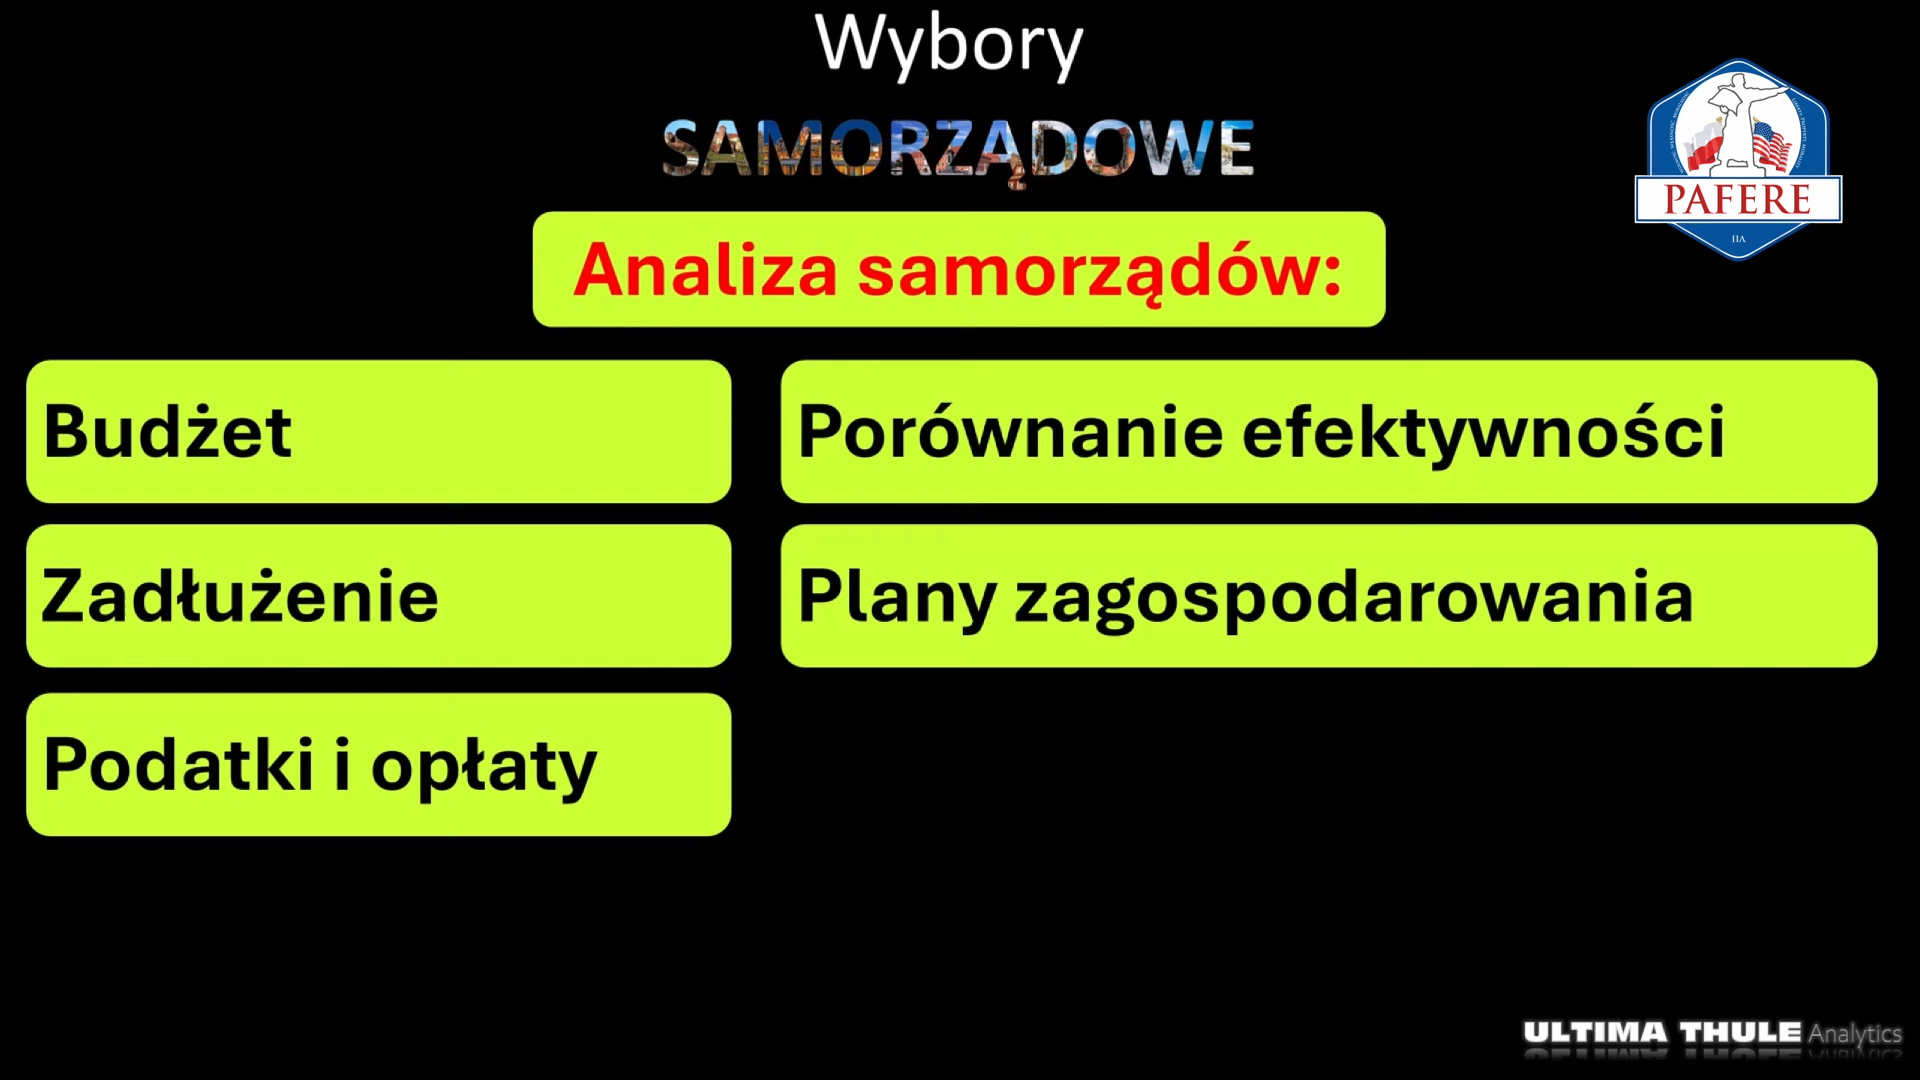 Wybory
SAMORZĄDOWE
PAFERE
Analiza samorządów:
Budżet
Porównanie efektywności
Zadłużenie
Plany zagospodarowania
Podatki i opłaty
ULTIMA THULE Analytics